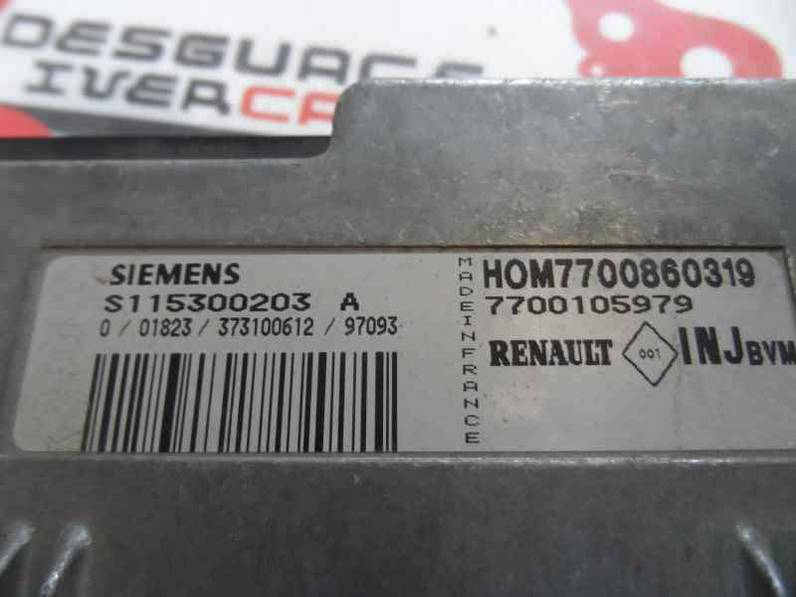 DESGUACE
IVERCA
SIEMENS
S115300203 A
0 / 01823 / 373100612 / 97093
MADE IN FRANCE
HOM7700860319
7700105979
RENAULT 001 INJ BVM